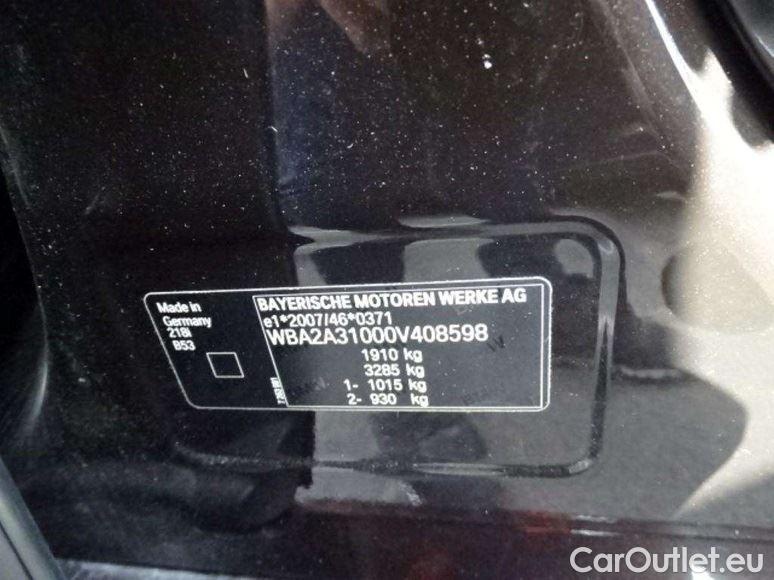 Made in
Germany
218i
B53
BAYERISCHE MOTOREN WERKE AG
e1*2007/46*0371
WBA2A31000V408598
1910 kg
3285 kg
1- 1015 kg
2- 930 kg
CarOutlet.eu